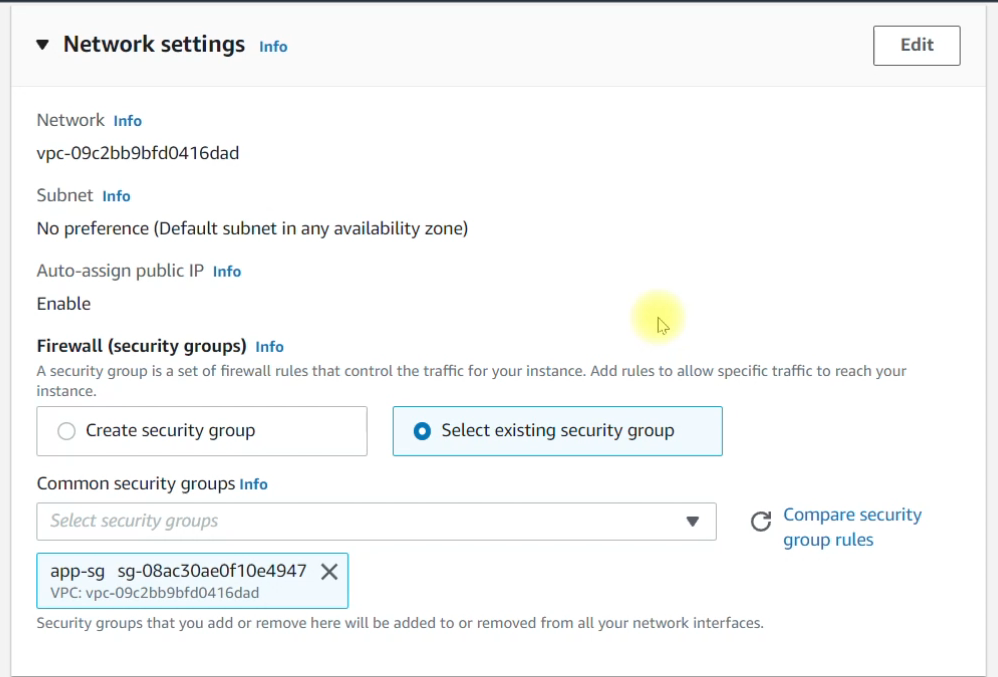 Network settings Info
Edit
Network Info
vpc-09c2bb9bfd0416dad
Subnet Info
No preference (Default subnet in any availability zone)
Auto-assign public IP Info
Enable
Firewall (security groups) Info
A security group is a set of firewall rules that control the traffic for your instance. Add rules to allow specific traffic to reach your
instance.
Create security group
Select existing security group
Common security groups Info
Select security groups
Compare security
group rules
app-sg sg-08ac30ae0f10e4947
VPC: vpc-09c2bb9bfd0416dad
Security groups that you add or remove here will be added to or removed from all your network interfaces.